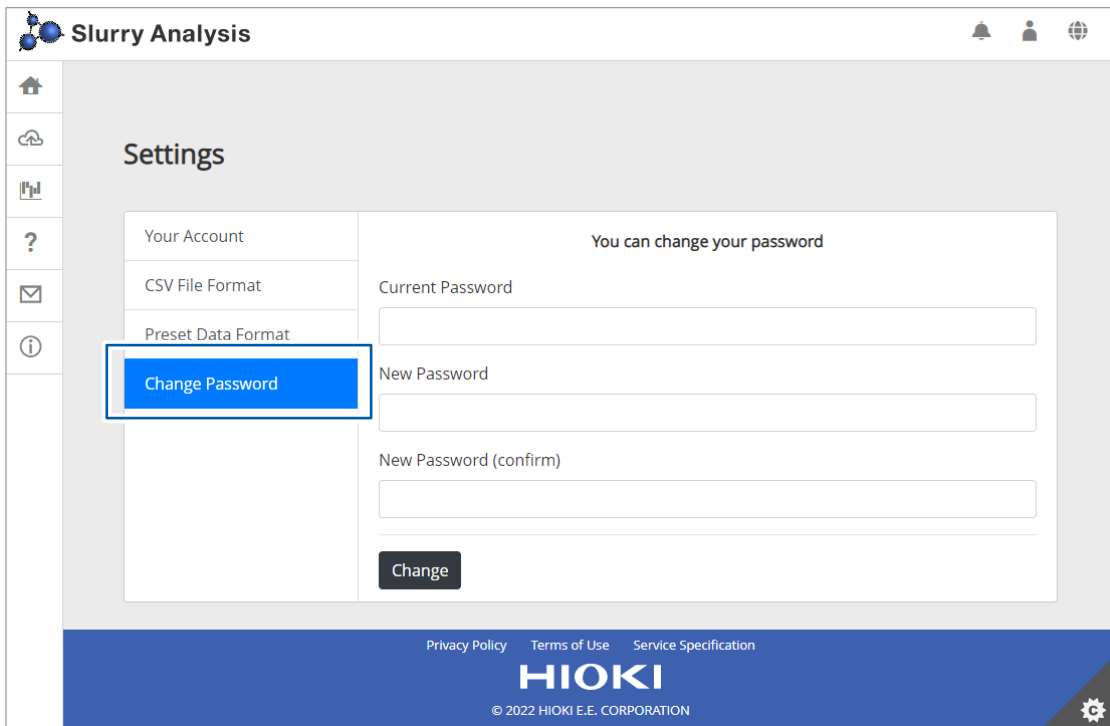 Slurry Analysis
Settings
Your Account
CSV File Format
Preset Data Format
Change Password
You can change your password
Current Password
New Password
New Password (confirm)
Change
Privacy Policy Terms of Use Service Specification
HIOKI
© 2022 HIOKI E.E. CORPORATION